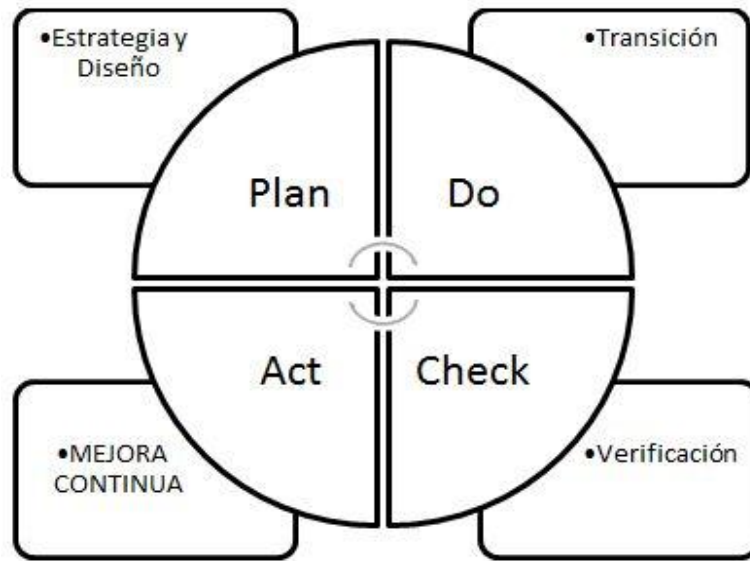 •Estrategia y
Diseño
•Transición
Plan
Do
Act
Check
•MEJORA
CONTINUA
•Verificación